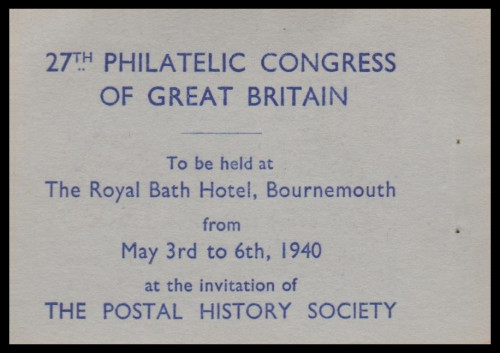 27TH PHILATELIC CONGRESS
OF GREAT BRITAIN
To be held at
The Royal Bath Hotel, Bournemouth
from
May 3rd to 6th, 1940
at the invitation of
THE POSTAL HISTORY SOCIETY